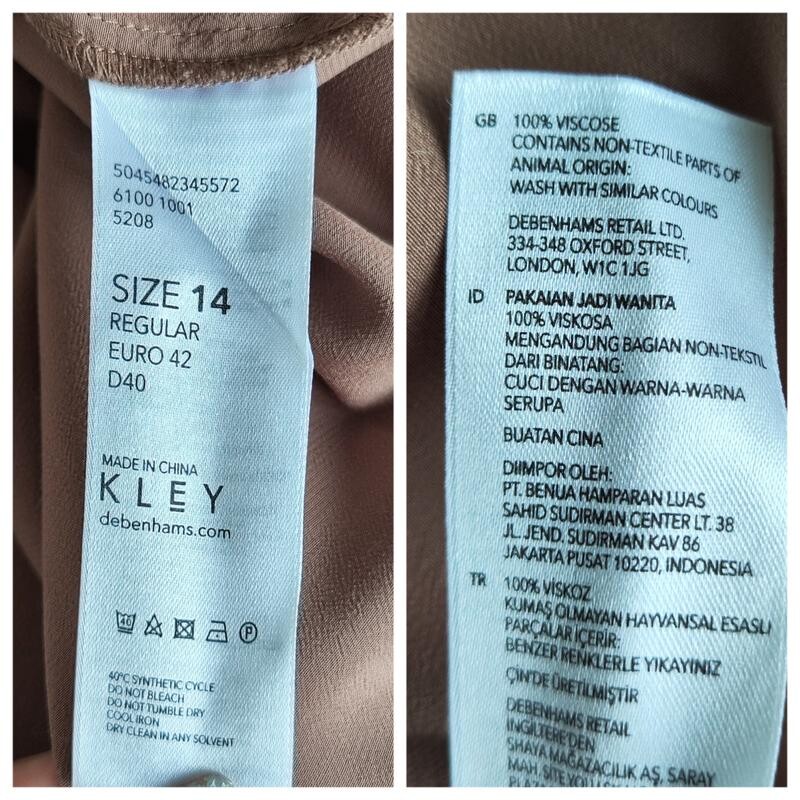 5045482345572
6100 1001
5208
SIZE 14
REGULAR
EURO 42
D40
MADE IN CHINA
KLEY
debenhams.com
40
P
40°C SYNTHETIC CYCLE
DO NOT BLEACH
DO NOT TUMBLE DRY
COOL IRON
DRY CLEAN IN ANY SOLVENT
GB 100% VISCOSE
CONTAINS NON-TEXTILE PARTS OF
ANIMAL ORIGIN:
WASH WITH SIMILAR COLOURS
DEBENHAMS RETAIL LTD.
334-348 OXFORD STREET,
LONDON, W1C 1JG
ID PAKAIAN JADI WANITA
100% VISKOSA
MENGANDUNG BAGIAN NON-TEKSTIL
DARI BINATANG:
CUCI DENGAN WARNA-WARNA
SERUPA
BUATAN CINA
DIIMPOR OLEH:
PT. BENUA HAMPARAN LUAS
SAHID SUDIRMAN CENTER LT. 38
JL. JEND. SUDIRMAN KAV 86
JAKARTA PUSAT 10220, INDONESIA
TR 100% VİSKOZ
KUMAŞ OLMAYAN HAYVANSAL ESASLI
PARÇALAR İÇERİR:
BENZER RENKLERLE YIKAYINIZ
ÇİN'DE ÜRETİLMİŞTİR
DEBENHAMS RETAIL
İNGİLTERE'DEN
SHAYA MAĞAZACILIK AŞ, SARAY
MAH. SITE YOLU